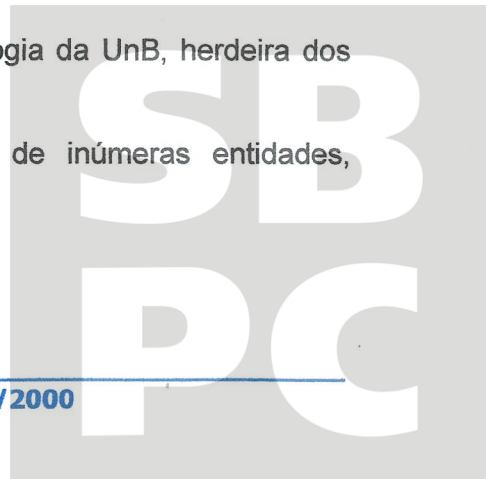 ogia da UnB, herdeira dos
de inúmeras entidades,
SB
PC
/2000